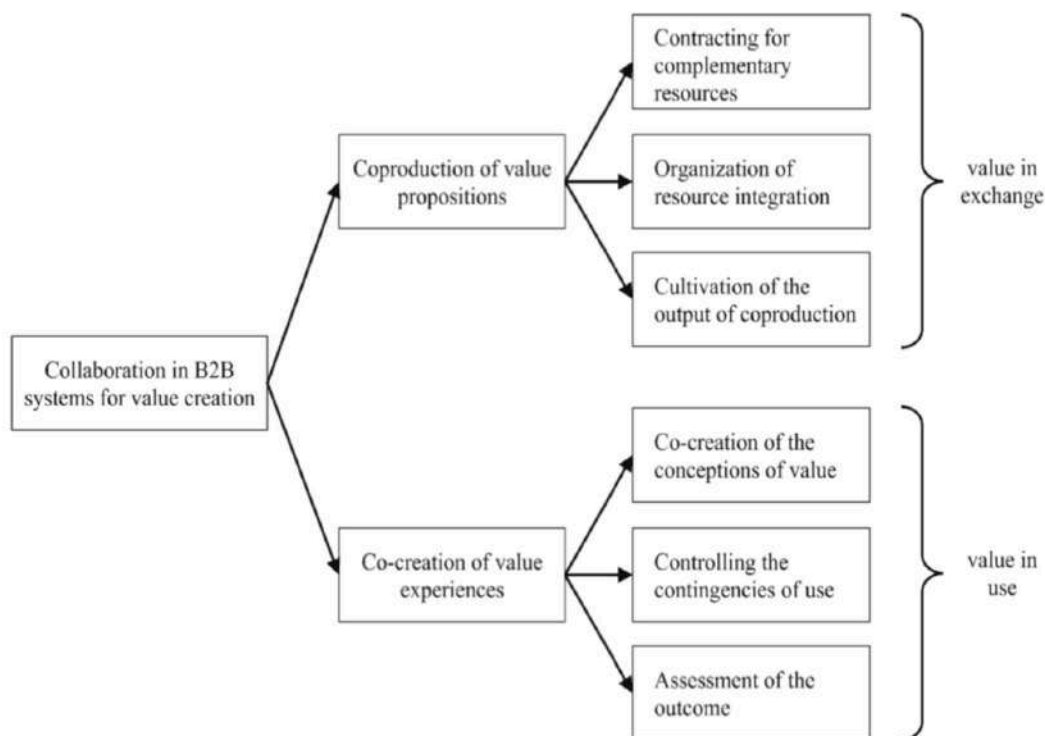 Contracting for
complementary
resources
Coproduction of value
propositions
Organization of
resource integration
value in
exchange
Cultivation of the
output of coproduction
Collaboration in B2B
systems for value creation
Co-creation of the
conceptions of value
Co-creation of value
experiences
Controlling the
contingencies of use
value in
use
Assessment of the
outcome